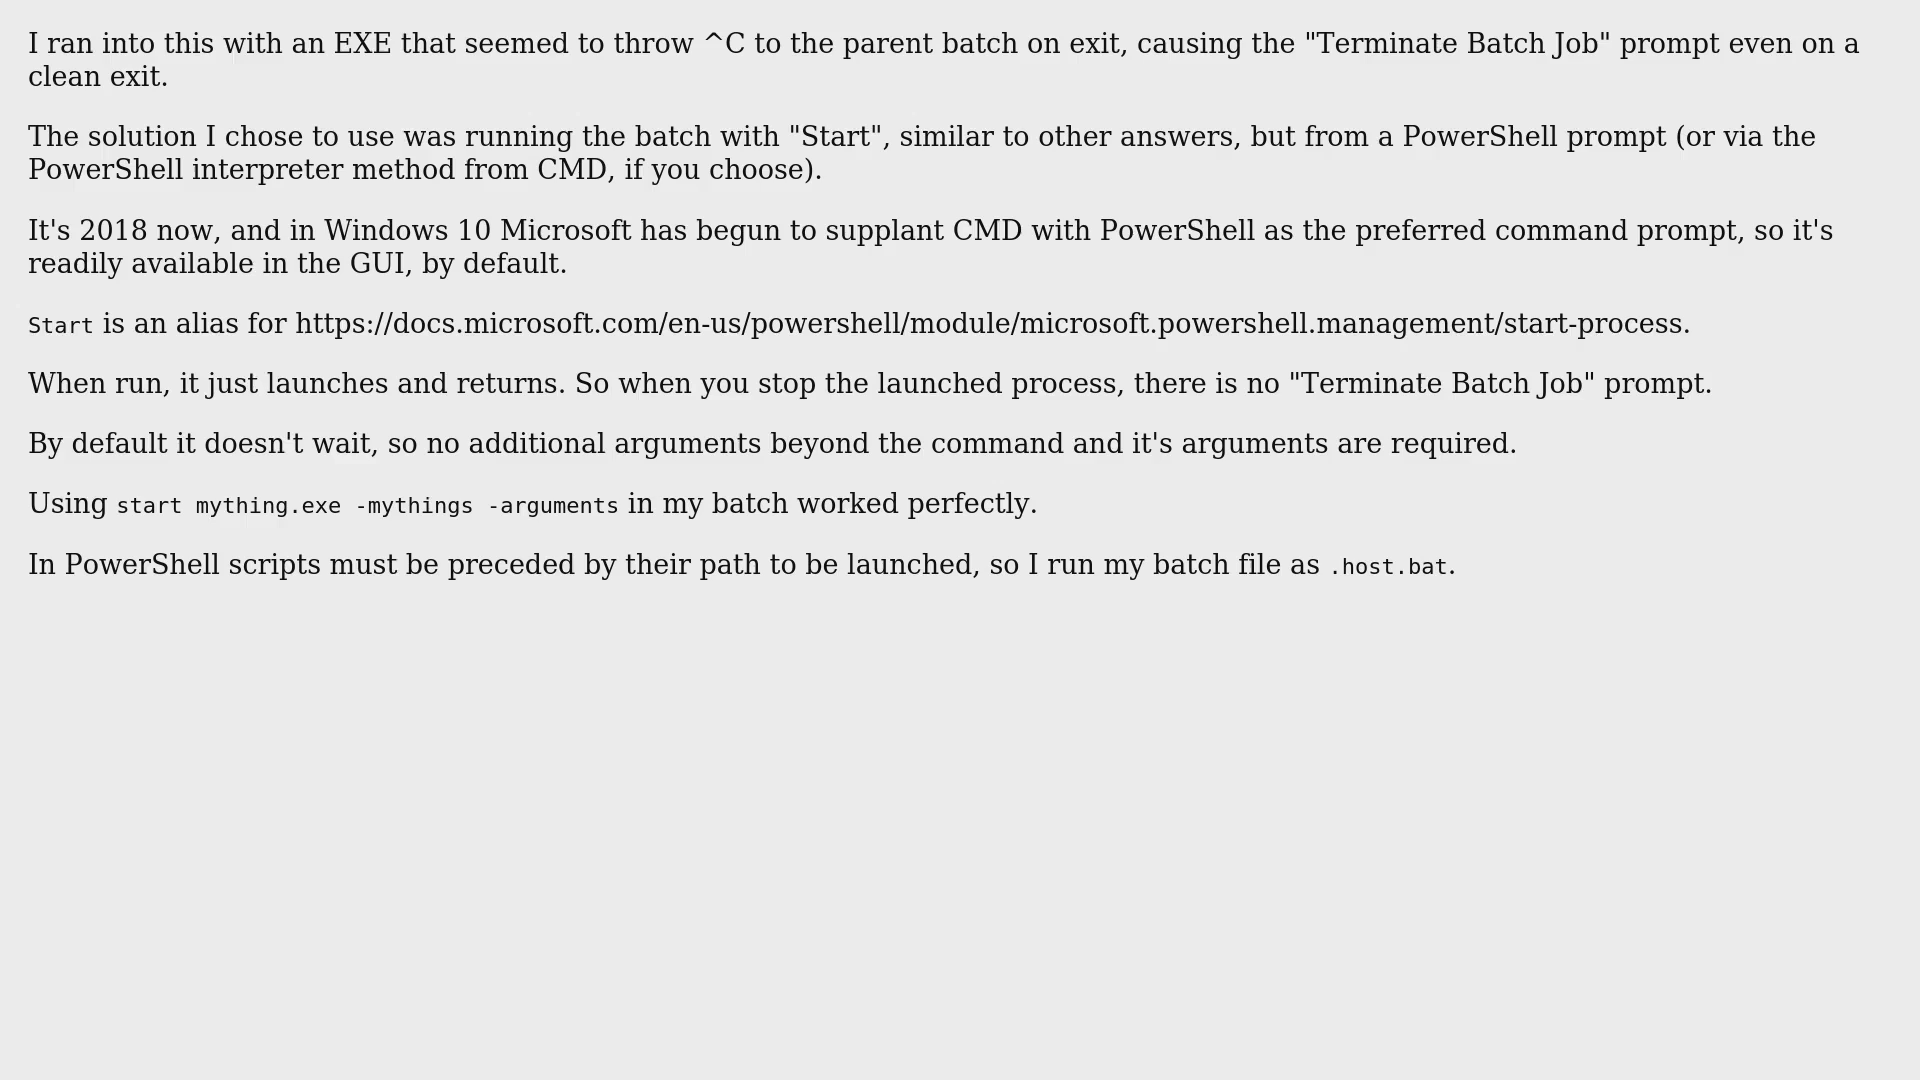 I ran into this with an EXE that seemed to throw ^C to the parent batch on exit, causing the "Terminate Batch Job" prompt even on a
clean exit.
The solution I chose to use was running the batch with "Start", similar to other answers, but from a PowerShell prompt (or via the
PowerShell interpreter method from CMD, if you choose).
It's 2018 now, and in Windows 10 Microsoft has begun to supplant CMD with PowerShell as the preferred command prompt, so it's
readily available in the GUI, by default.
Start is an alias for https://docs.microsoft.com/en-us/powershell/module/microsoft.powershell.management/start-process.
When run, it just launches and returns. So when you stop the launched process, there is no "Terminate Batch Job" prompt.
By default it doesn't wait, so no additional arguments beyond the command and it's arguments are required.
Using start mything.exe -mythings -arguments in my batch worked perfectly.
In PowerShell scripts must be preceded by their path to be launched, so I run my batch file as .host.bat.